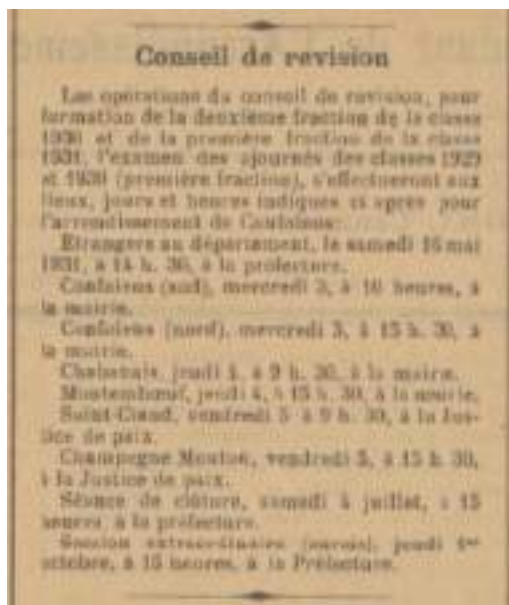 Conseil de revision
Les opérations du conseil de revision, pour
formation de la deuxième fraction de la classe
1930 et de la première fraction de la classe
1931, l'examen des ajournés des classes 1929
et 1930 (première fraction), s'effectueront aux
lieux, jours et heures indiqués ci après pour
l'arrondissement de Confolens:
Etrangers au département, le samedi 16 mai
1931, à 14 h. 30, à la préfecture.
Confolens (sud), mercredi 3, à 10 heures, à
la mairie.
Confolens (nord), mercredi 3, à 15 h. 30, à
la mairie.
Chabanais, jeudi 4, à 9 h. 30, à la mairie.
Montembœuf, jeudi 4, à 15 h. 30, à la mairie.
Saint-Claud, vendredi 5 à 9 h. 30, à la Jus-
tice de paix.
Champagne Mouton, vendredi 5, à 15 h. 30,
à la Justice de paix.
Séance de clôture, samedi 4 juillet, à 15
heures à la préfecture.
Session extraordinaire (omnis), jeudi 1er
octobre, à 15 heures, à la Préfecture.